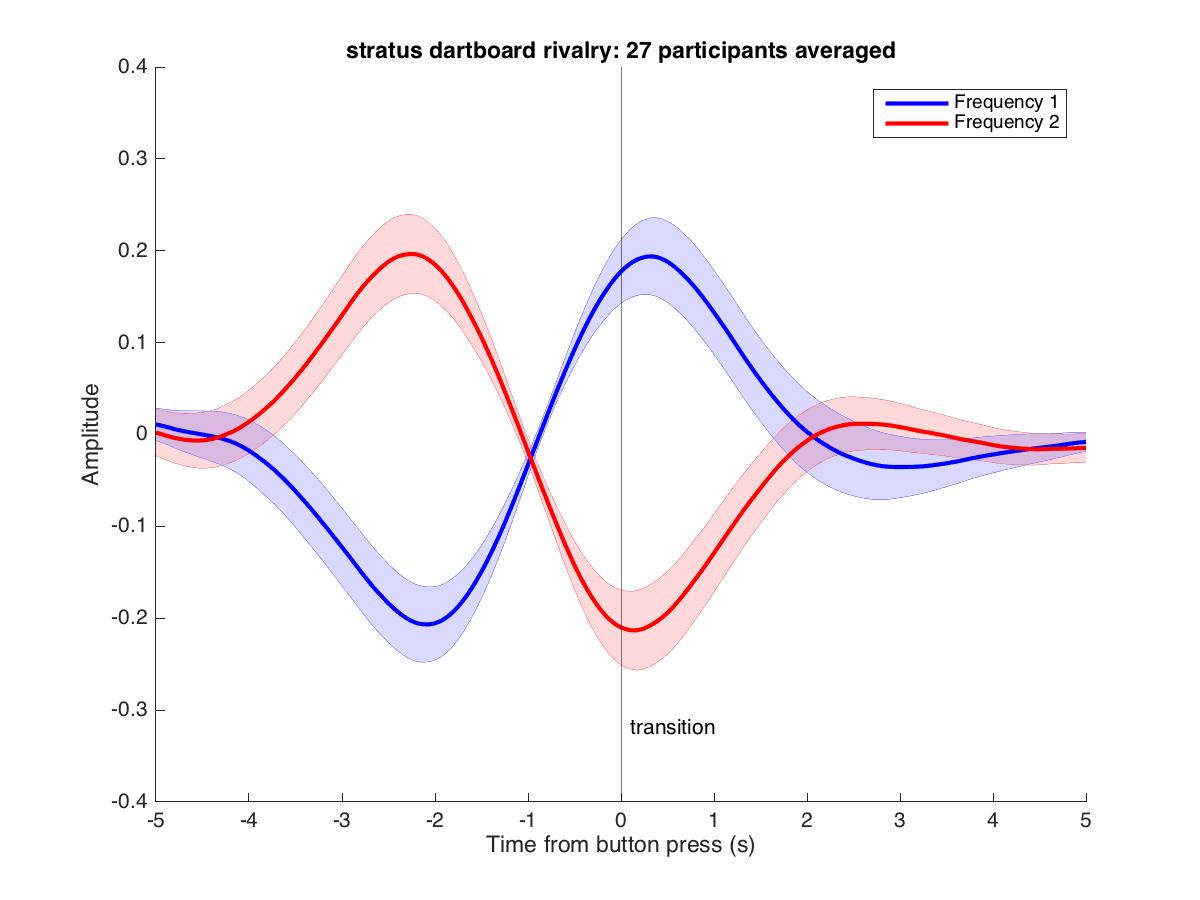 stratus dartboard rivalry: 27 participants averaged
0.4
0.3
0.2
0.1
0
-0.1
-0.2
-0.3
-0.4
Amplitude
Frequency 1
Frequency 2
transition
-5 -4 -3 -2 -1 0 1 2 3 4 5
Time from button press (s)